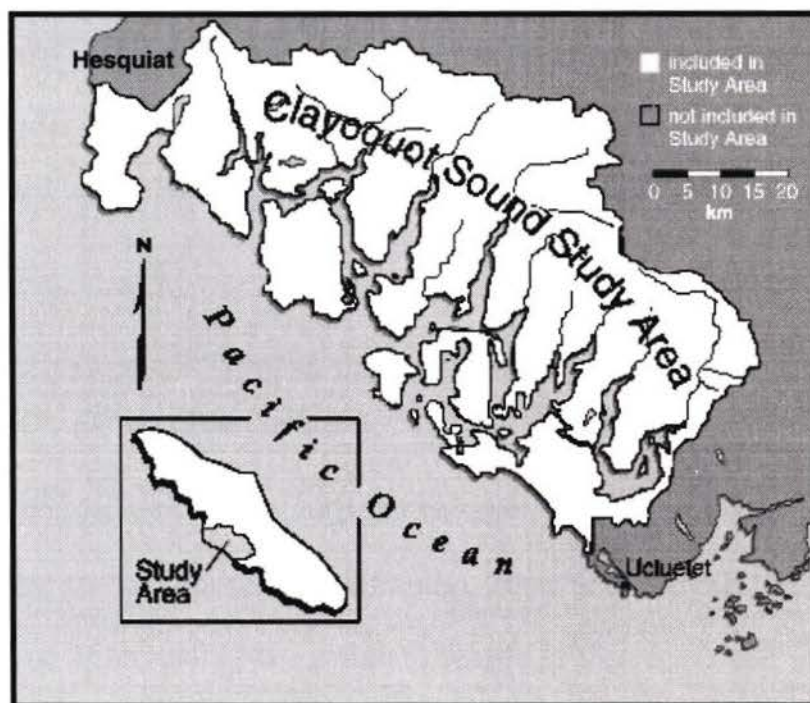 Hesquiat
included in
Study Area
not included in
Study Area
0 5 10 15 20
km
Clayoquot Sound Study Area
N
Pacific Ocean
Study
Area
Ucluelet